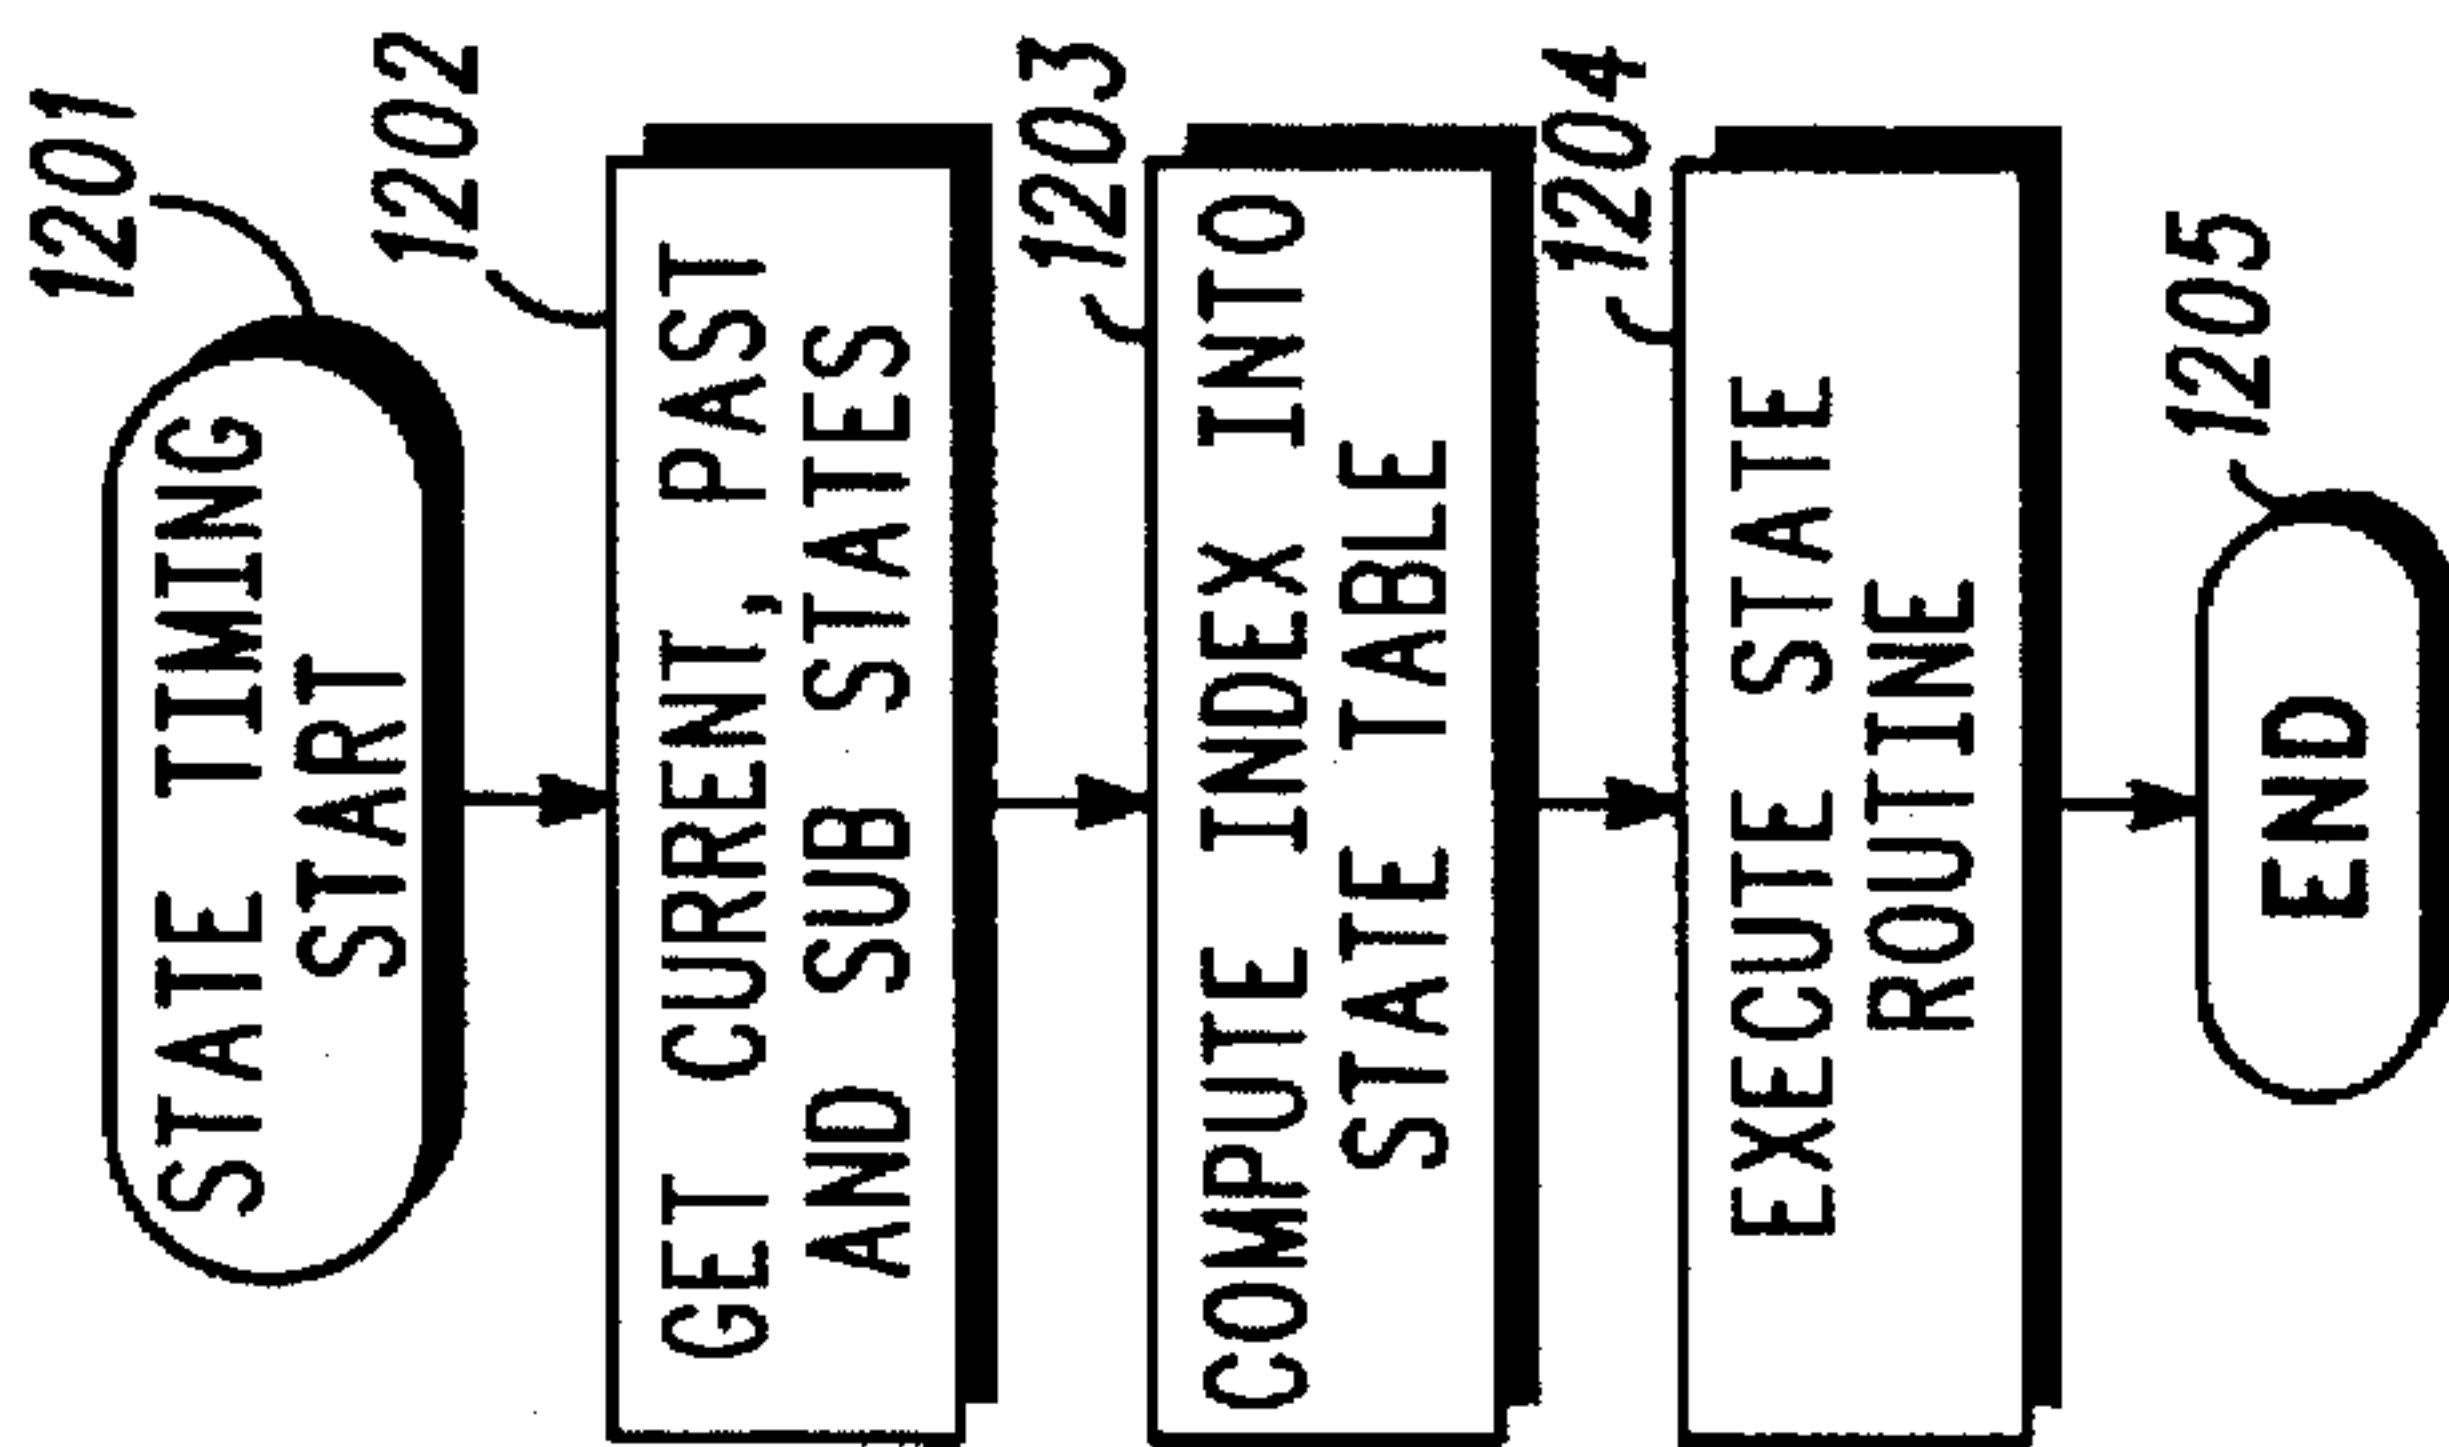 1201
STATE TIMING
START
1202
GET CURRENT, PAST
AND SUB STATES
1203
COMPUTE INDEX INTO
STATE TABLE
1204
EXECUTE STATE
ROUTINE
1205
END